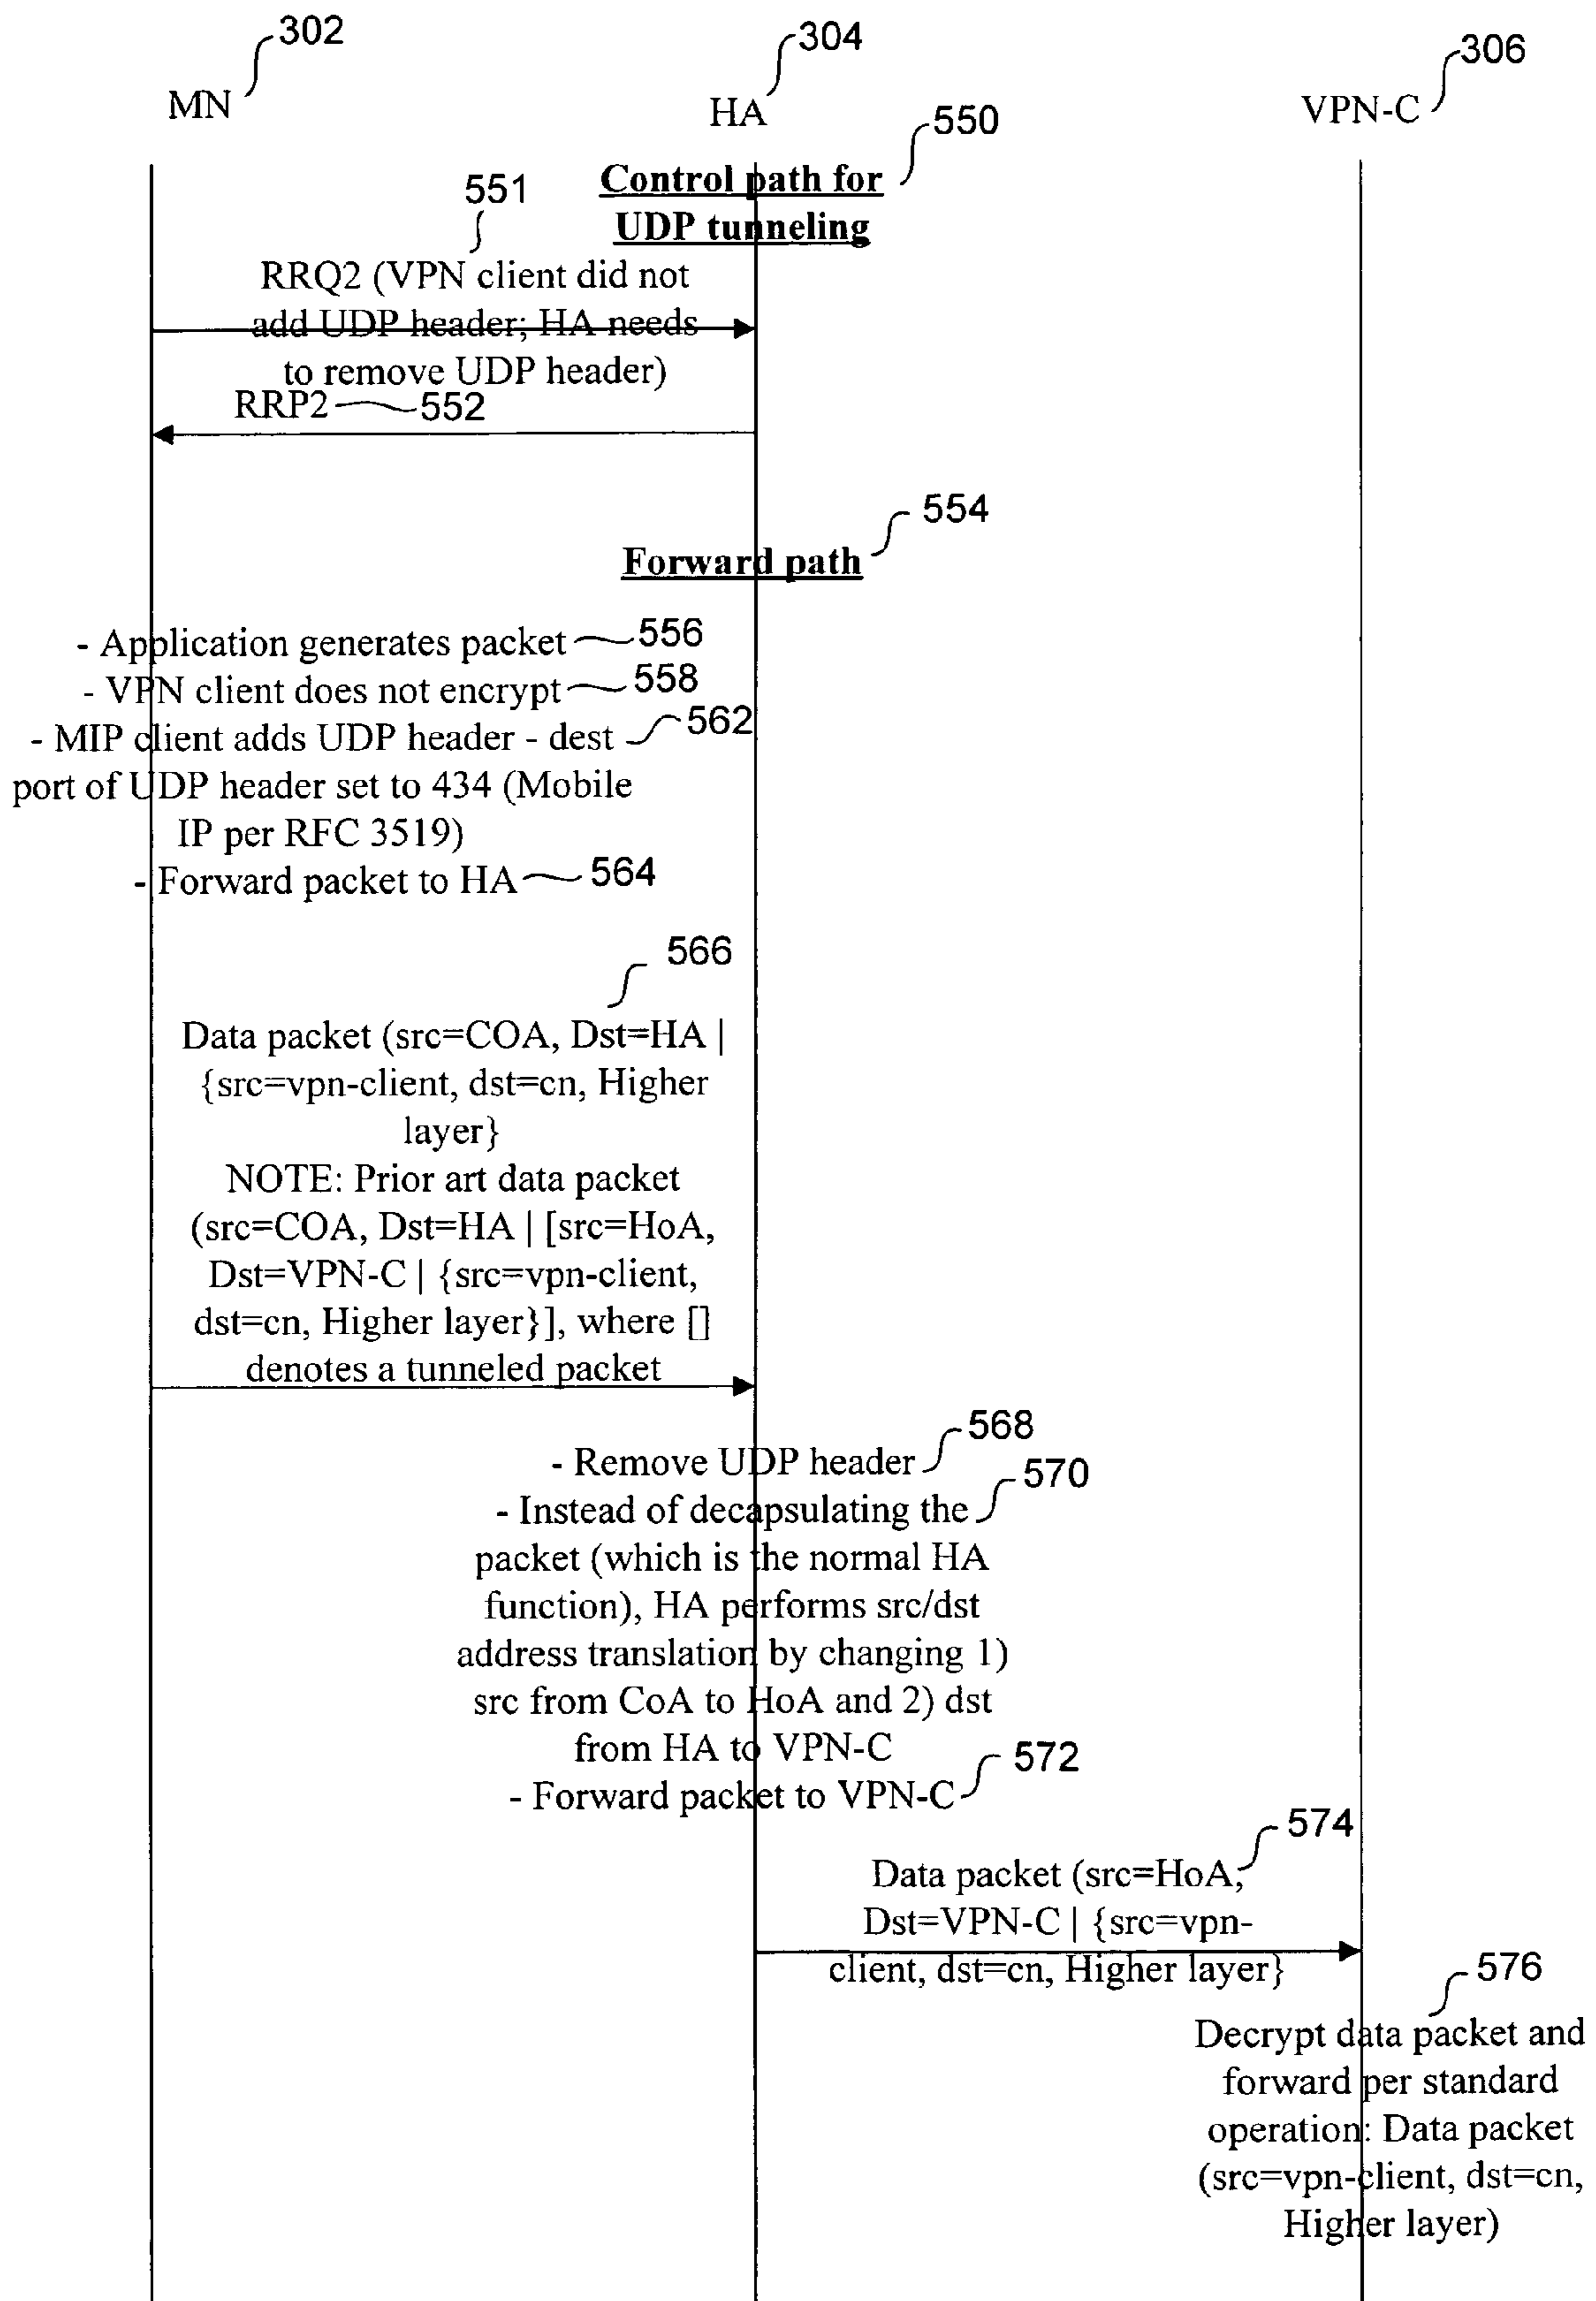 302
304
306
MN
HA
VPN-C
550
Control path for
UDP tunneling
551
RRQ2 (VPN client did not
add UDP header; HA needs
to remove UDP header)
RRP2
552
554
Forward path
- Application generates packet
556
- VPN client does not encrypt
558
- MIP client adds UDP header - dest
562
port of UDP header set to 434 (Mobile
IP per RFC 3519)
- Forward packet to HA
564
566
Data packet (src=COA, Dst=HA |
{src=vpn-client, dst=cn, Higher
layer}
NOTE: Prior art data packet
(src=COA, Dst=HA | [src=HoA,
Dst=VPN-C | {src=vpn-client,
dst=cn, Higher layer}], where []
denotes a tunneled packet
568
- Remove UDP header
570
- Instead of decapsulating the
packet (which is the normal HA
function), HA performs src/dst
address translation by changing 1)
src from CoA to HoA and 2) dst
from HA to VPN-C
572
- Forward packet to VPN-C
574
Data packet (src=HoA,
Dst=VPN-C | {src=vpn-
client, dst=cn, Higher layer}
576
Decrypt data packet and
forward per standard
operation: Data packet
(src=vpn-client, dst=cn,
Higher layer)